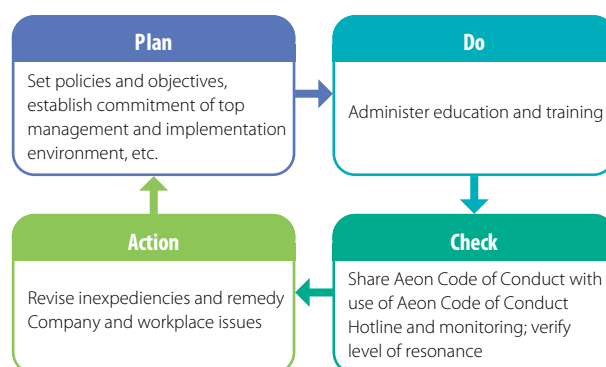 Plan
Set policies and objectives,
establish commitment of top
management and implementation
environment, etc.
Do
Administer education and training
Action
Revise inexpediencies and remedy
Company and workplace issues
Check
Share Aeon Code of Conduct with
use of Aeon Code of Conduct
Hotline and monitoring; verify
level of resonance